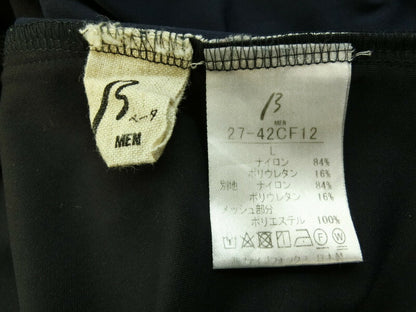 β
ベータ
MEN
β
MEN
27-42CF12
L
ナイロン 84%
ポリウレタン 16%
別地 ナイロン 84%
ポリウレタン 16%
メッシュ部分
ポリエステル 100%
F W
日本製